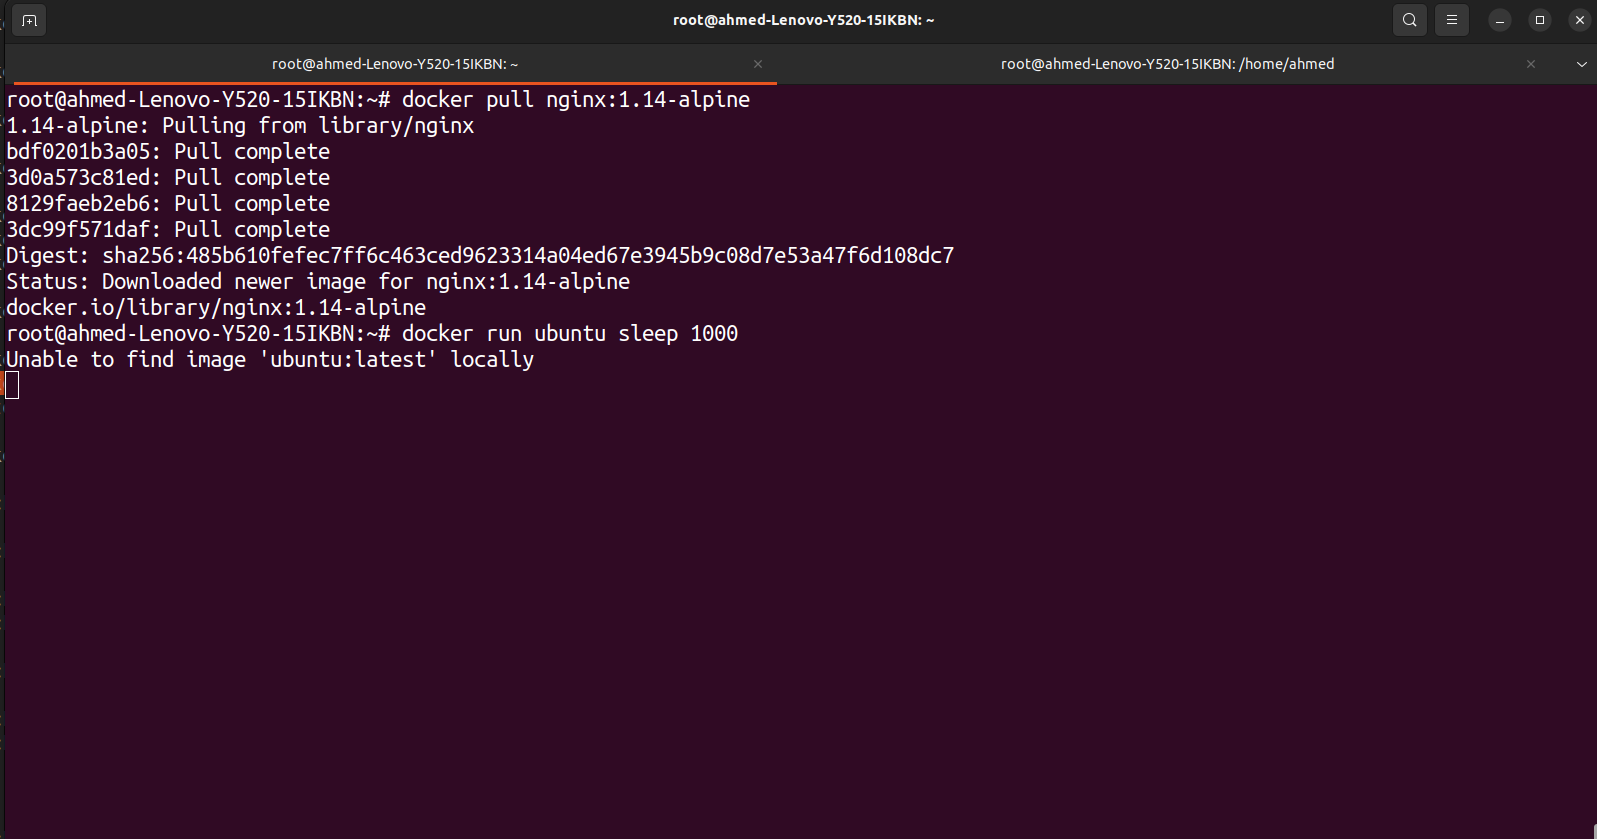 root@ahmed-Lenovo-Y520-15IKBN: ~
root@ahmed-Lenovo-Y520-15IKBN: ~
root@ahmed-Lenovo-Y520-15IKBN: /home/ahmed
root@ahmed-Lenovo-Y520-15IKBN:~# docker pull nginx:1.14-alpine
1.14-alpine: Pulling from library/nginx
bdf0201b3a05: Pull complete
3d0a573c81ed: Pull complete
8129faeb2eb6: Pull complete
3dc99f571daf: Pull complete
Digest: sha256:485b610fefec7ff6c463ced9623314a04ed67e3945b9c08d7e53a47f6d108dc7
Status: Downloaded newer image for nginx:1.14-alpine
docker.io/library/nginx:1.14-alpine
root@ahmed-Lenovo-Y520-15IKBN:~# docker run ubuntu sleep 1000
Unable to find image 'ubuntu:latest' locally